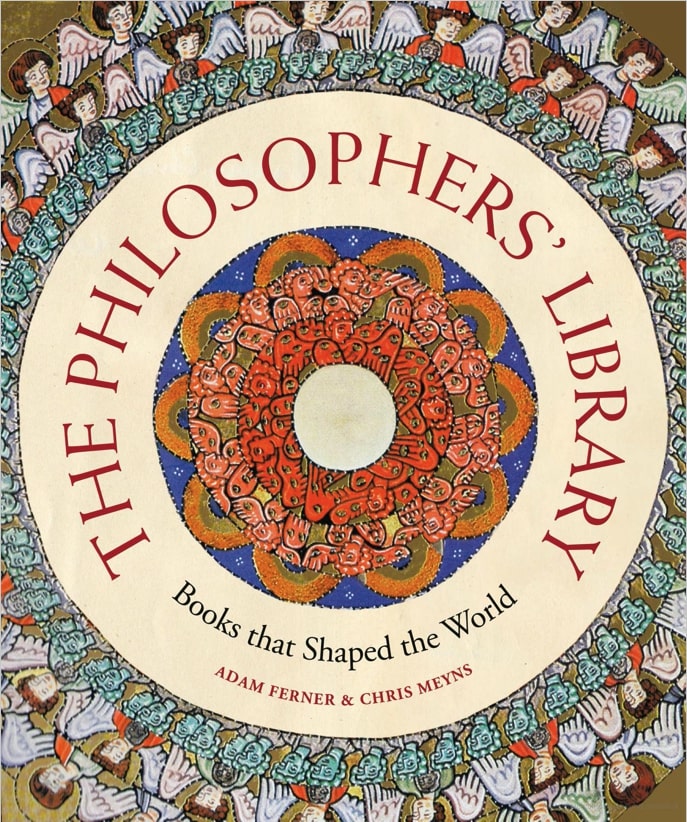 THE PHILOSOPHERS’ LIBRARY
Books that Shaped the World
ADAM FERNER & CHRIS MEYNS